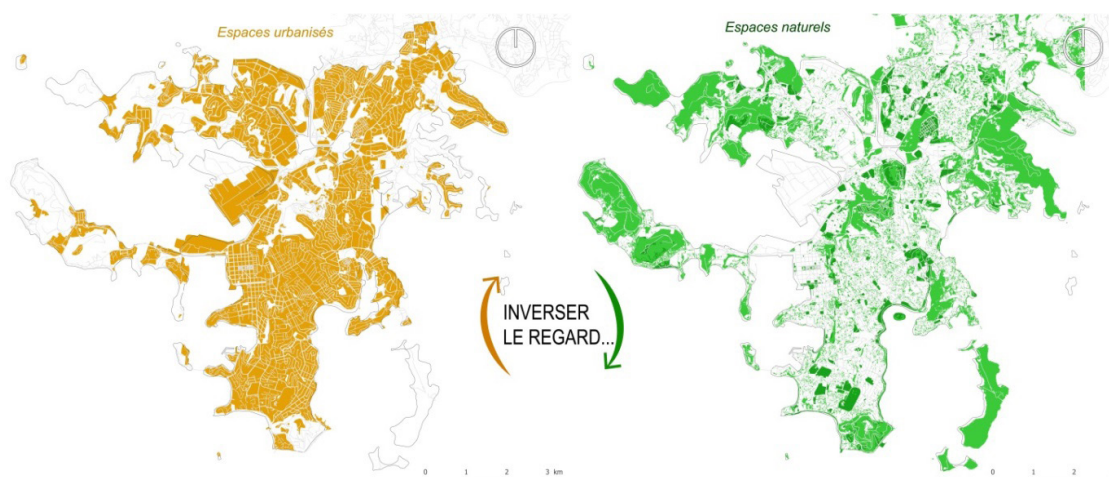 Espaces urbanisés
Espaces naturels
INVERSER
LE REGARD...
0 1 2 3 km
0 1 2